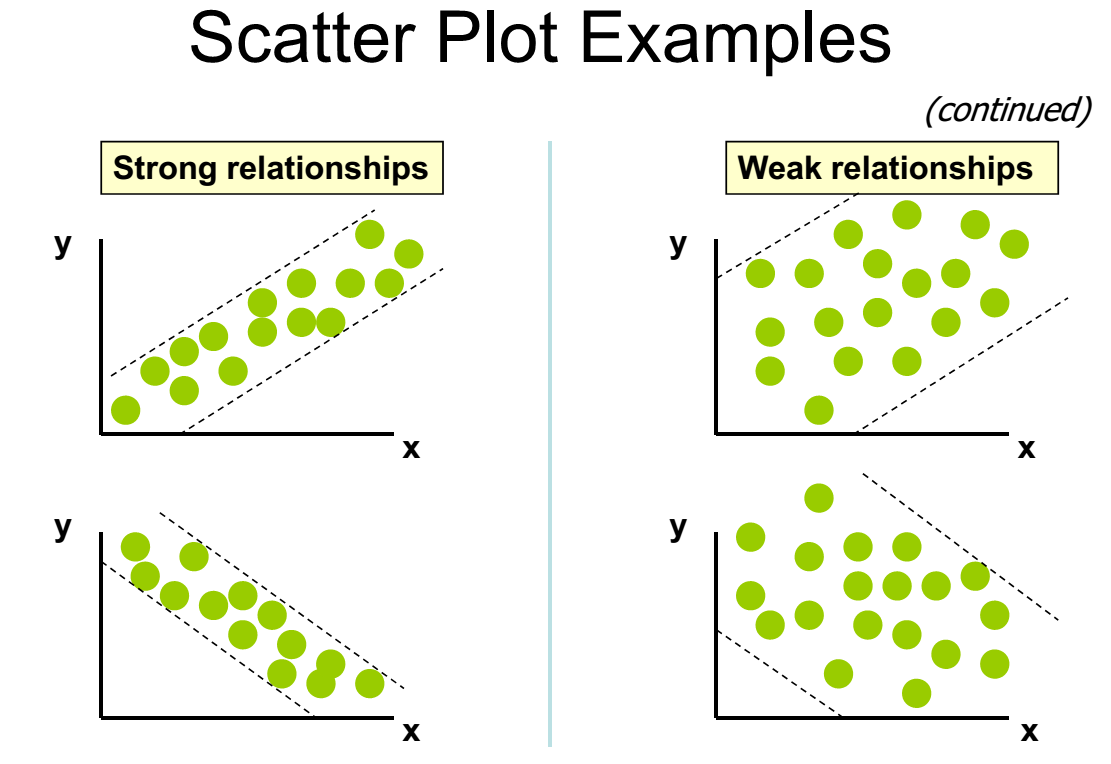 Scatter Plot Examples
(continued)
Strong relationships
Weak relationships
y
x
y
x
y
x
y
x